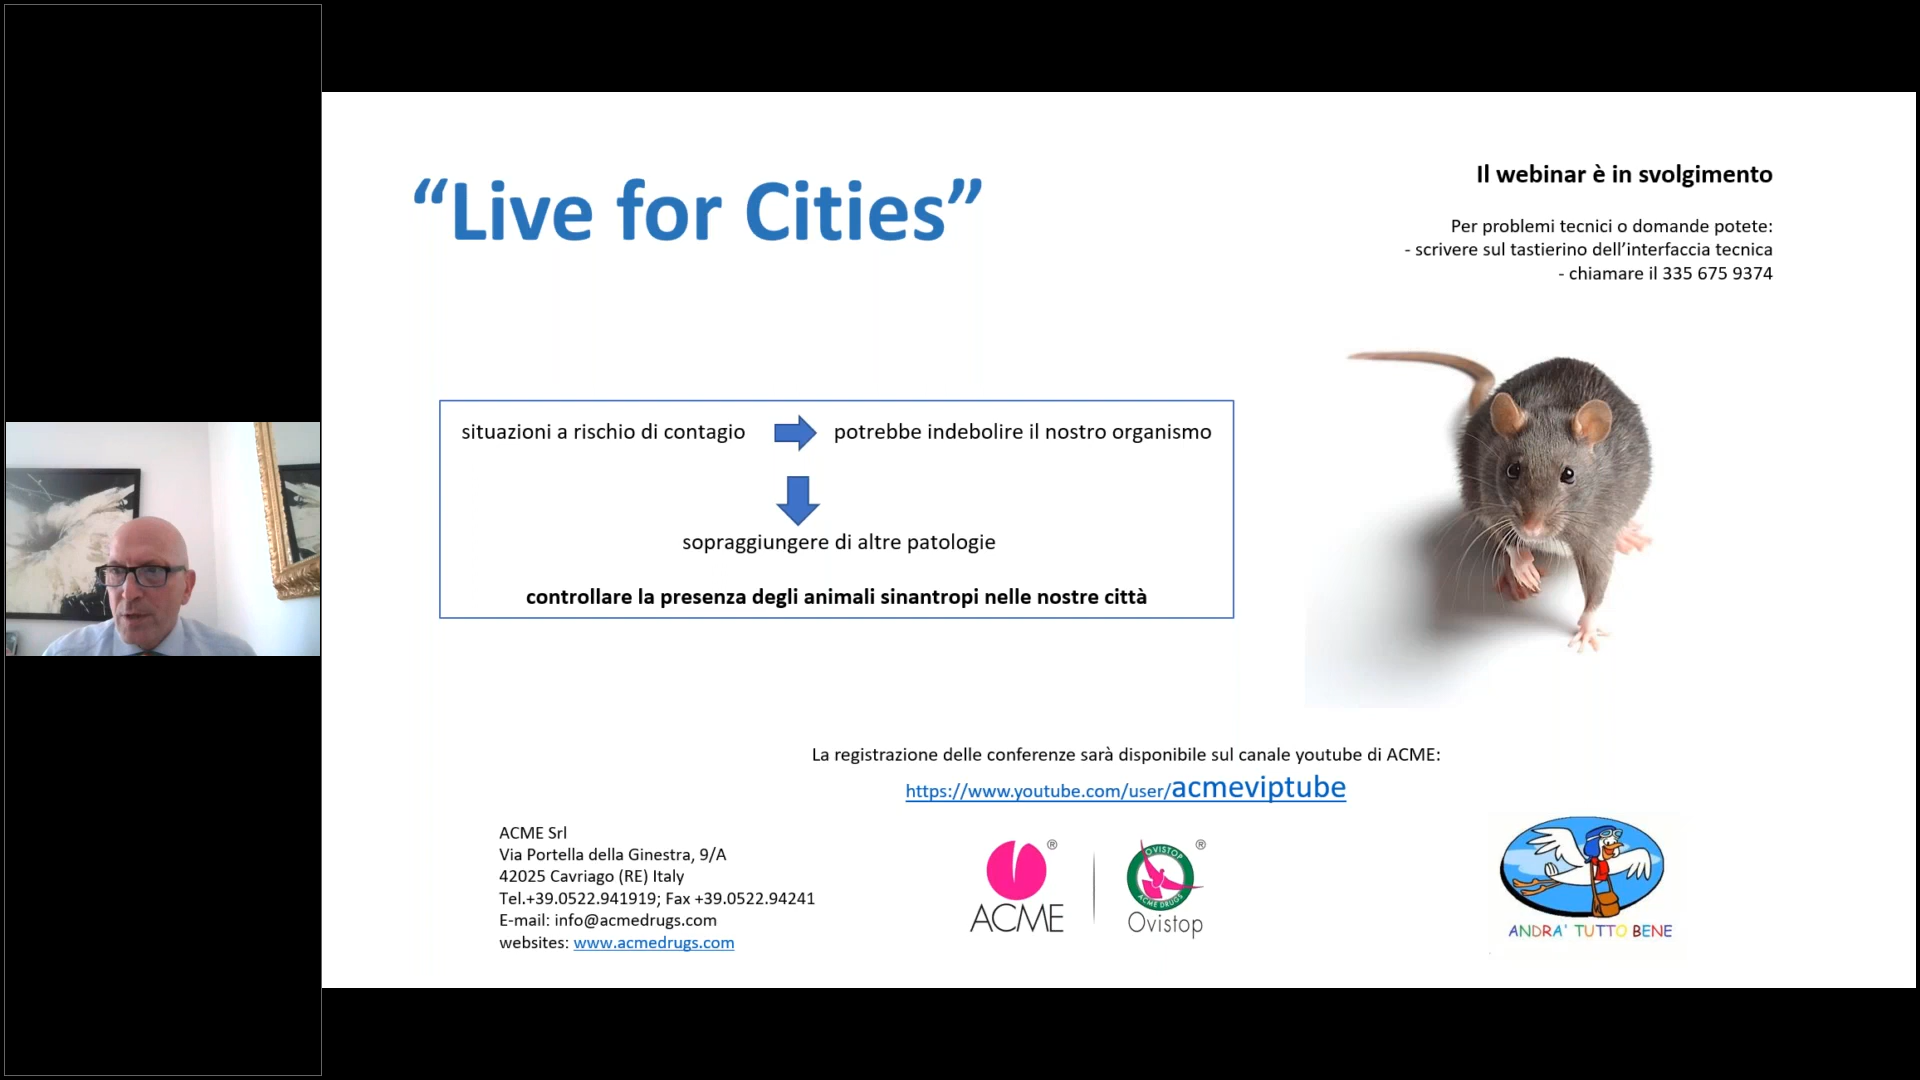 “Live for Cities”
Il webinar è in svolgimento
Per problemi tecnici o domande potete:
- scrivere sul tastierino dell’interfaccia tecnica
- chiamare il 335 675 9374
situazioni a rischio di contagio
potrebbe indebolire il nostro organismo
sopraggiungere di altre patologie
controllare la presenza degli animali sinantropi nelle nostre città
La registrazione delle conferenze sarà disponibile sul canale youtube di ACME:
https://www.youtube.com/user/acmeviptube
ACME Srl
Via Portella della Ginestra, 9/A
42025 Cavriago (RE) Italy
Tel.+39.0522.941919; Fax +39.0522.94241
E-mail: info@acmedrugs.com
websites: www.acmedrugs.com
®
ACME
®
OVISTOP
ACME DRUGS
Ovistop
ANDRA' TUTTO BENE